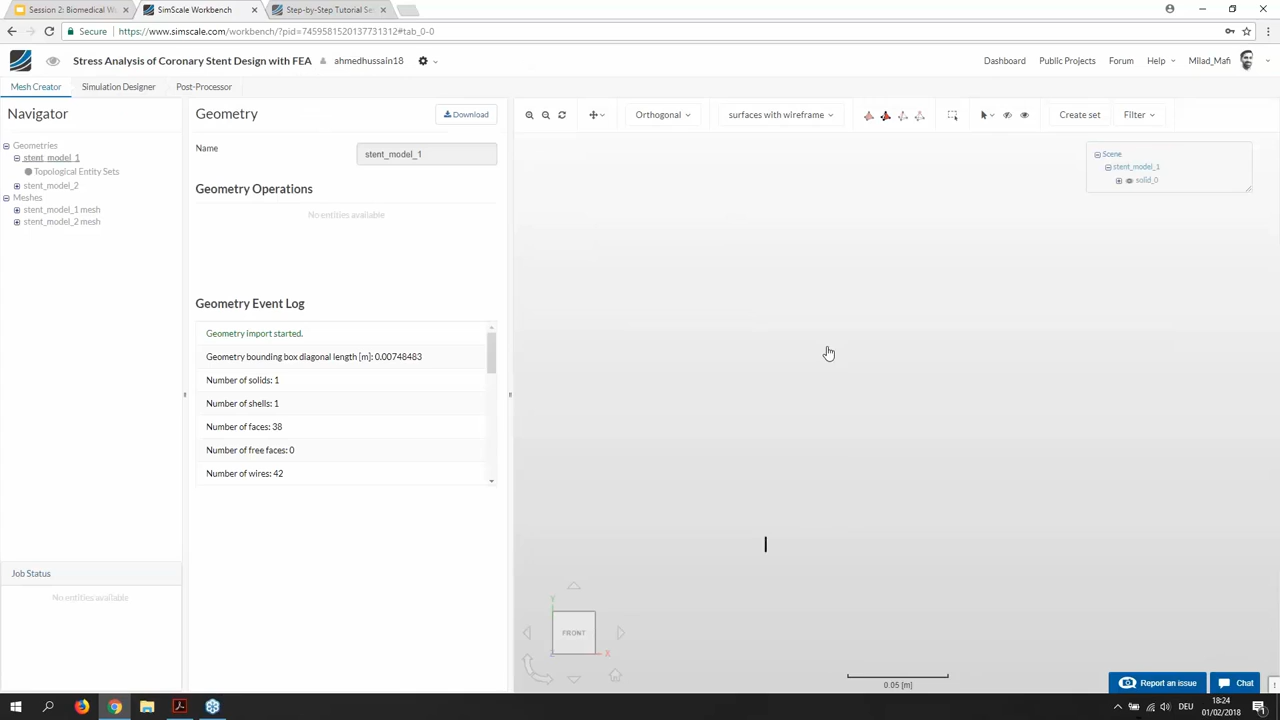 Session 2: Biomedical W
SimScale Workbench
Step-by-Step Tutorial Se
Secure
https://www.simscale.com/workbench/?pid=7459581520137731312#tab_0-0
Stress Analysis of Coronary Stent Design with FEA
ahmedhussain18
Dashboard
Public Projects
Forum
Help
Milad_Mafi
Mesh Creator
Simulation Designer
Post-Processor
Navigator
Geometries
stent_model_1
Topological Entity Sets
stent_model_2
Meshes
stent_model_1 mesh
stent_model_2 mesh
Job Status
No entities available
Geometry
Download
Name
stent_model_1
Geometry Operations
No entities available
Geometry Event Log
Geometry import started.
Geometry bounding box diagonal length [m]: 0.00748483
Number of solids: 1
Number of shells: 1
Number of faces: 38
Number of free faces: 0
Number of wires: 42
Orthogonal
surfaces with wireframe
Create set
Filter
Scene
stent_model_1
solid_0
Y
FRONT
Z
X
0.05 [m]
Report an issue
Chat
DEU
18:24
01/02/2018